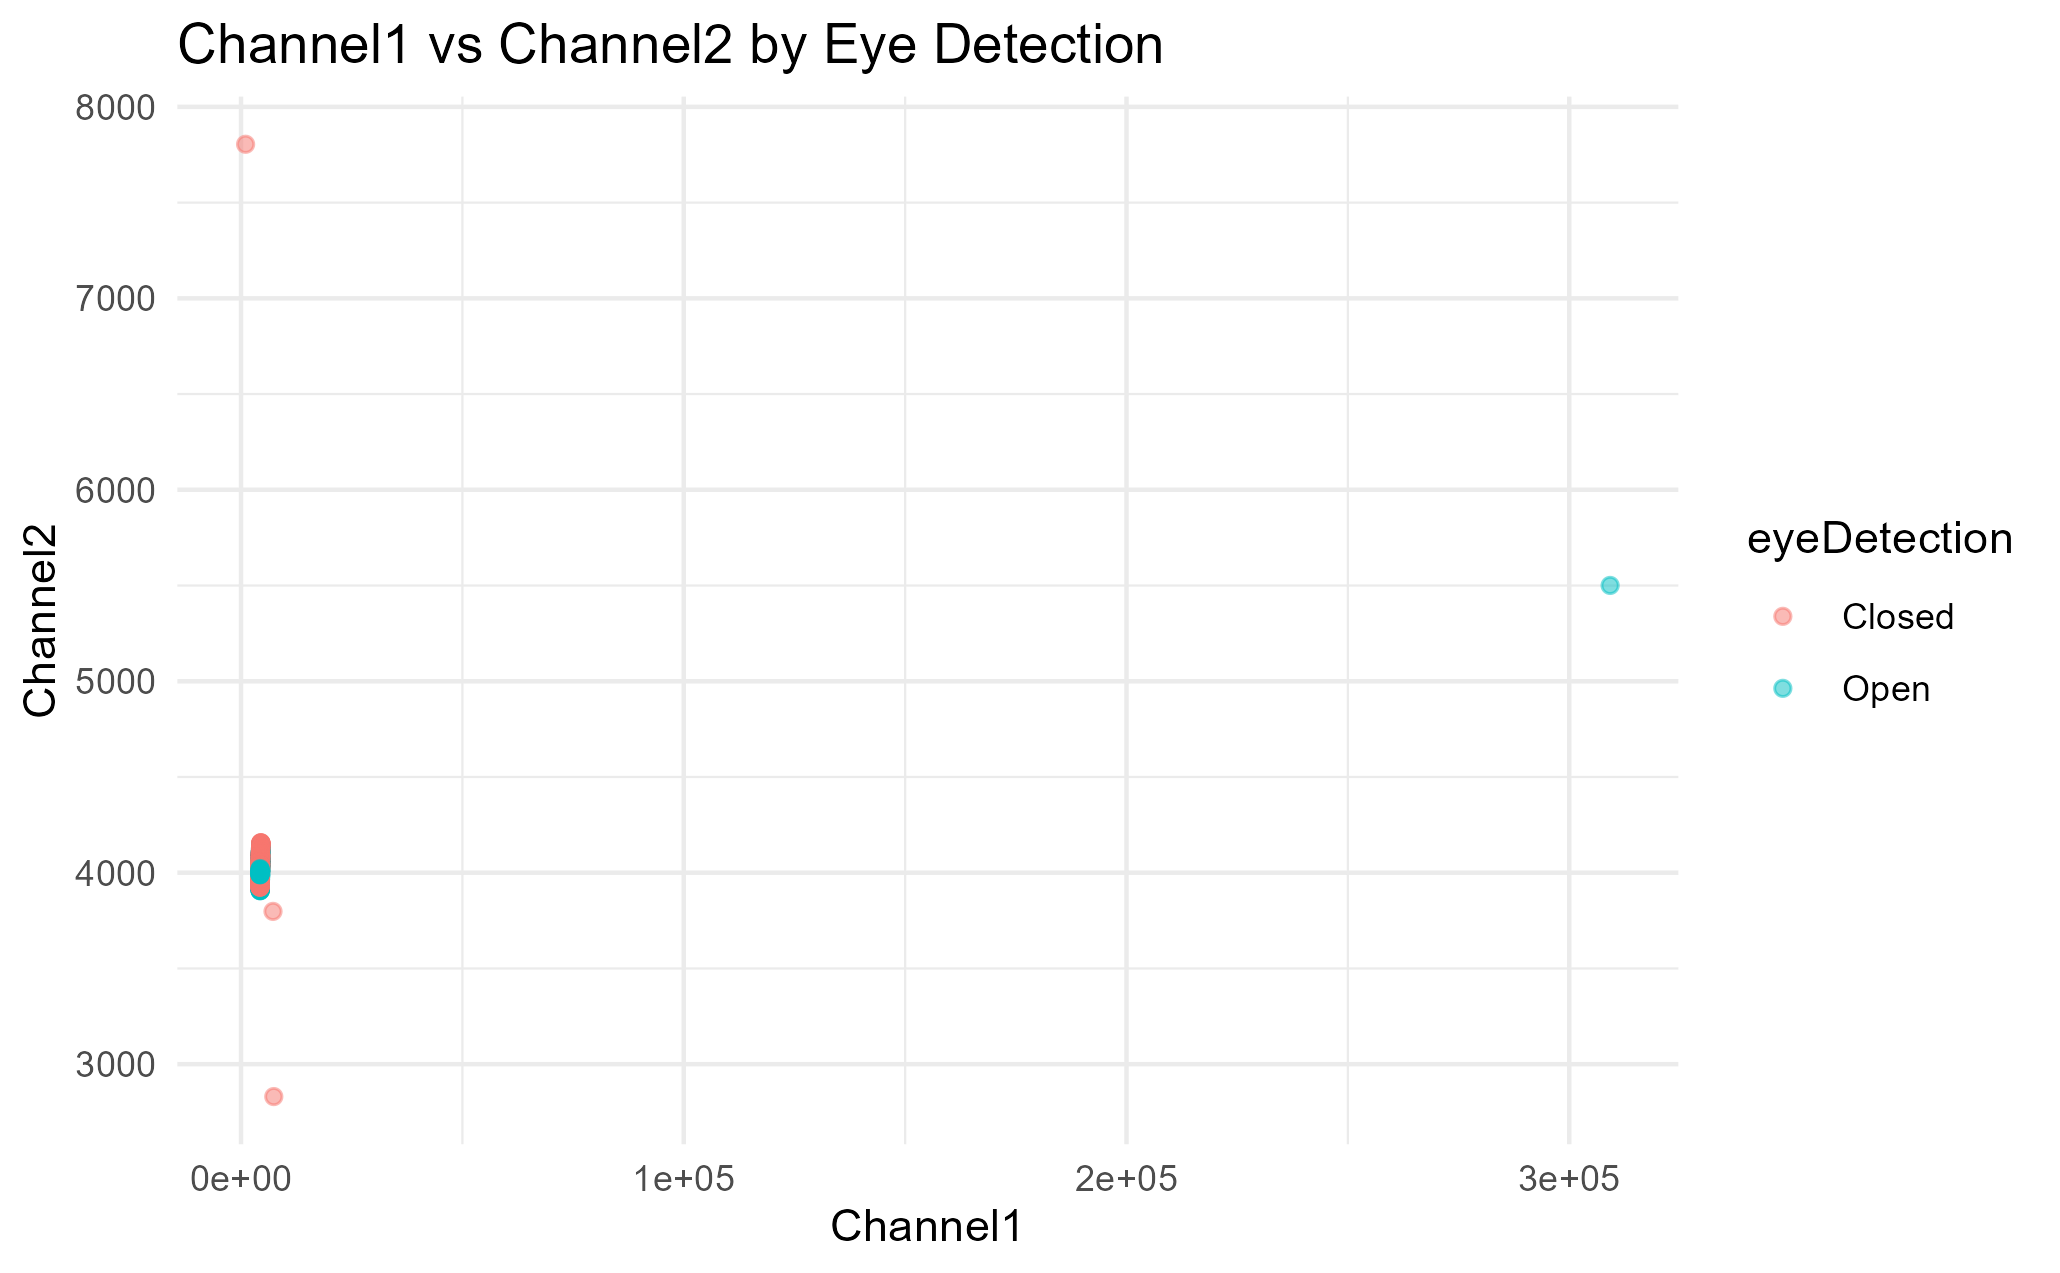 Channel1 vs Channel2 by Eye Detection
8000
7000
6000
5000
4000
3000
Channel2
0e+00 1e+05 2e+05 3e+05
Channel1
eyeDetection
Closed
Open